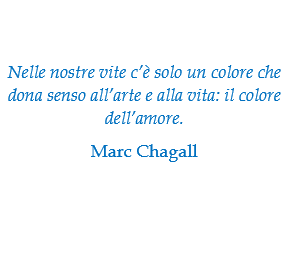 Nelle nostre vite c’è solo un colore che
dona senso all’arte e alla vita: il colore
dell’amore.
Marc Chagall